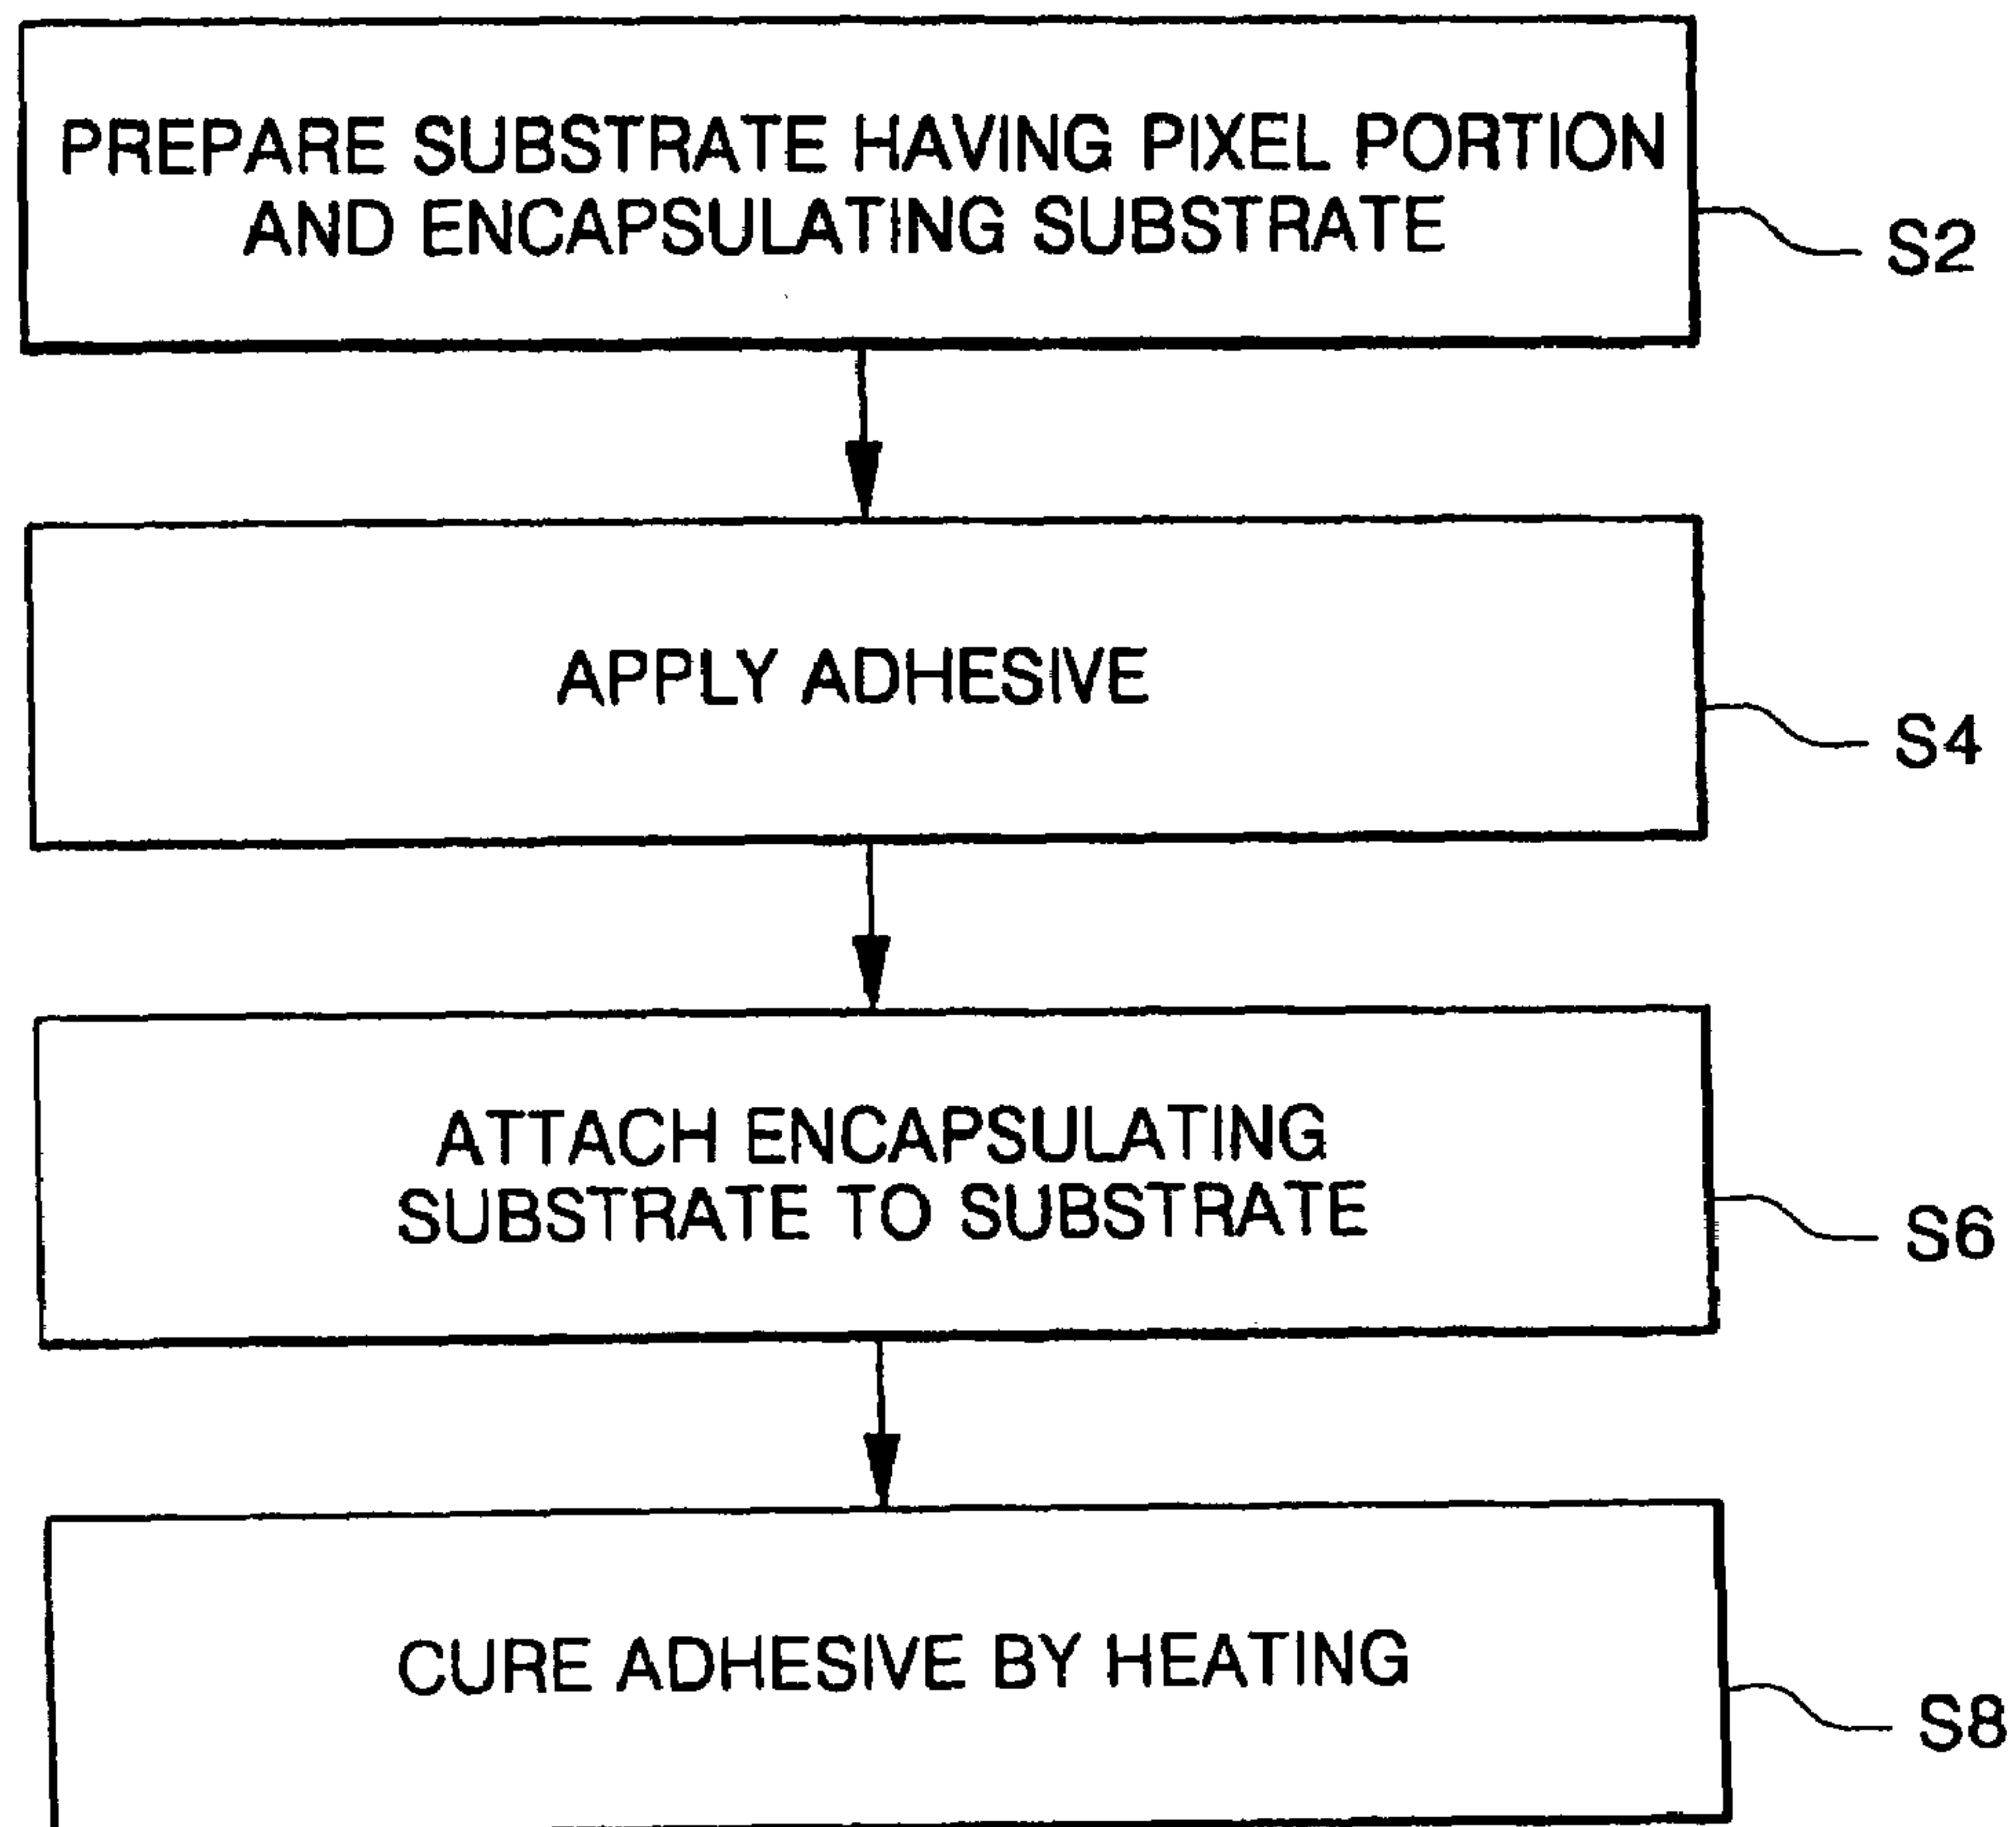 PREPARE SUBSTRATE HAVING PIXEL PORTION
AND ENCAPSULATING SUBSTRATE
S2
APPLY ADHESIVE
S4
ATTACH ENCAPSULATING
SUBSTRATE TO SUBSTRATE
S6
CURE ADHESIVE BY HEATING
S8